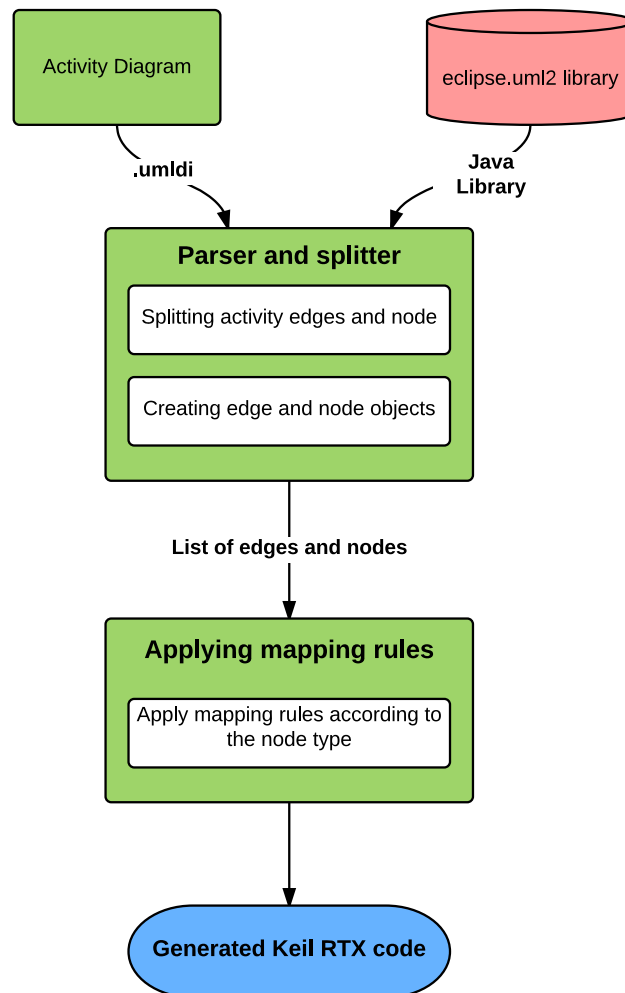 Activity Diagram
eclipse.uml2 library
.umldi
Java
Library
Parser and splitter
Splitting activity edges and node
Creating edge and node objects
List of edges and nodes
Applying mapping rules
Apply mapping rules according to
the node type
Generated Keil RTX code